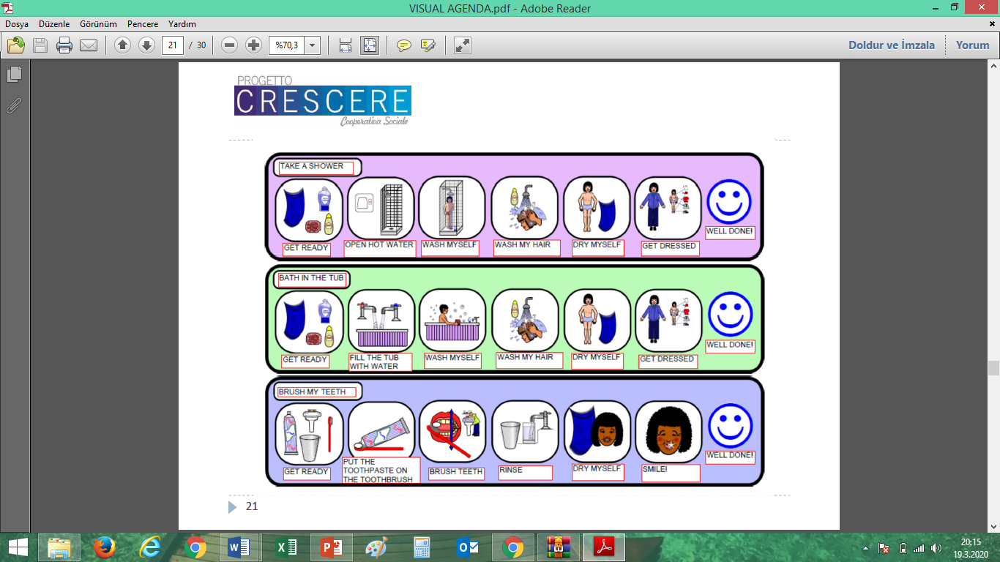 VISUAL AGENDA.pdf - Adobe Reader
Dosya Düzenle Görünüm Pencere Yardım
21 / 30 %70,3 Doldur ve İmzala Yorum
PROGETTO
CRESCERE
Cooperativa Sociale
TAKE A SHOWER
GET READY
OPEN HOT WATER
WASH MYSELF
WASH MY HAIR
DRY MYSELF
GET DRESSED
WELL DONE!
BATH IN THE TUB
GET READY
FILL THE TUB
WITH WATER
WASH MYSELF
WASH MY HAIR
DRY MYSELF
GET DRESSED
WELL DONE!
BRUSH MY TEETH
GET READY
PUT THE
TOOTHPASTE ON
THE TOOTHBRUSH
BRUSH TEETH
RINSE
DRY MYSELF
SMILE!
WELL DONE!
21
20:15
19.3.2020